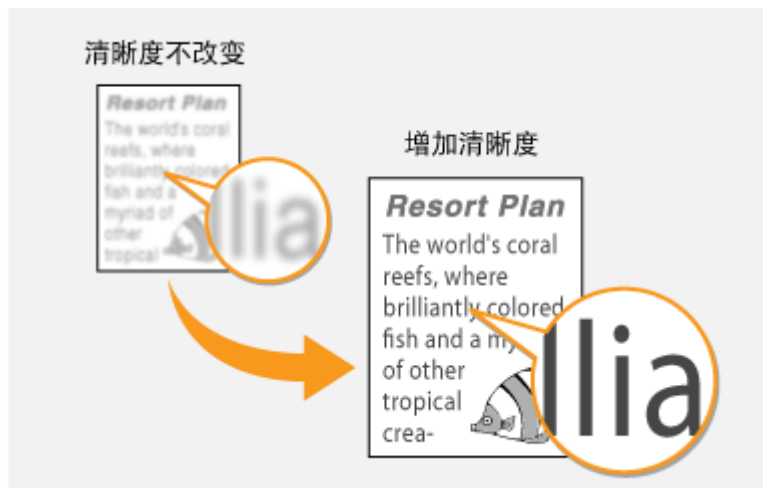 清晰度不改变
Resort Plan
The world's coral
reefs, where
brilliantly colored
fish and a
myriad of
other
tropical
llia
增加清晰度
Resort Plan
The world's coral
reefs, where
brilliantly colored
fish and a my
of other
tropical
crea-
llia